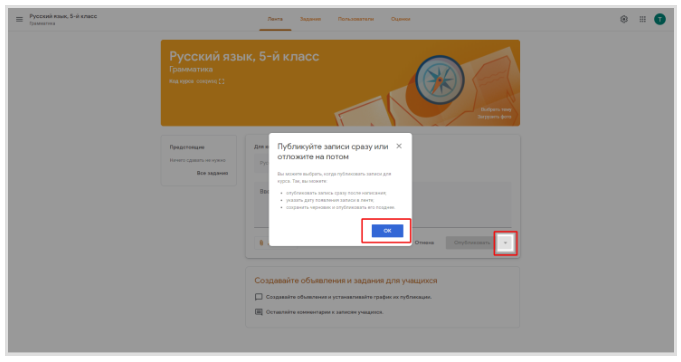 Русский язык, 5-й класс
Грамматика
Лента Задания Пользователи Оценки
T
Русский язык, 5-й класс
Грамматика
Код курса
Выбрать тему
Загрузить фото
Предстоящие
Ничего сдавать не нужно
Все задания
Для
Публикуйте записи сразу или
отложите на потом
Вы можете выбрать, когда публиковать записи для
курса. Так, вы можете:
опубликовать запись сразу после написания;
указать дату появления записи в ленте;
сохранить черновик и опубликовать его позднее.
ОК
Отмена Опубликовать
Создавайте объявления и задания для учащихся
Создавайте объявления и устанавливайте график их публикации.
Оставляйте комментарии к записям учащихся.